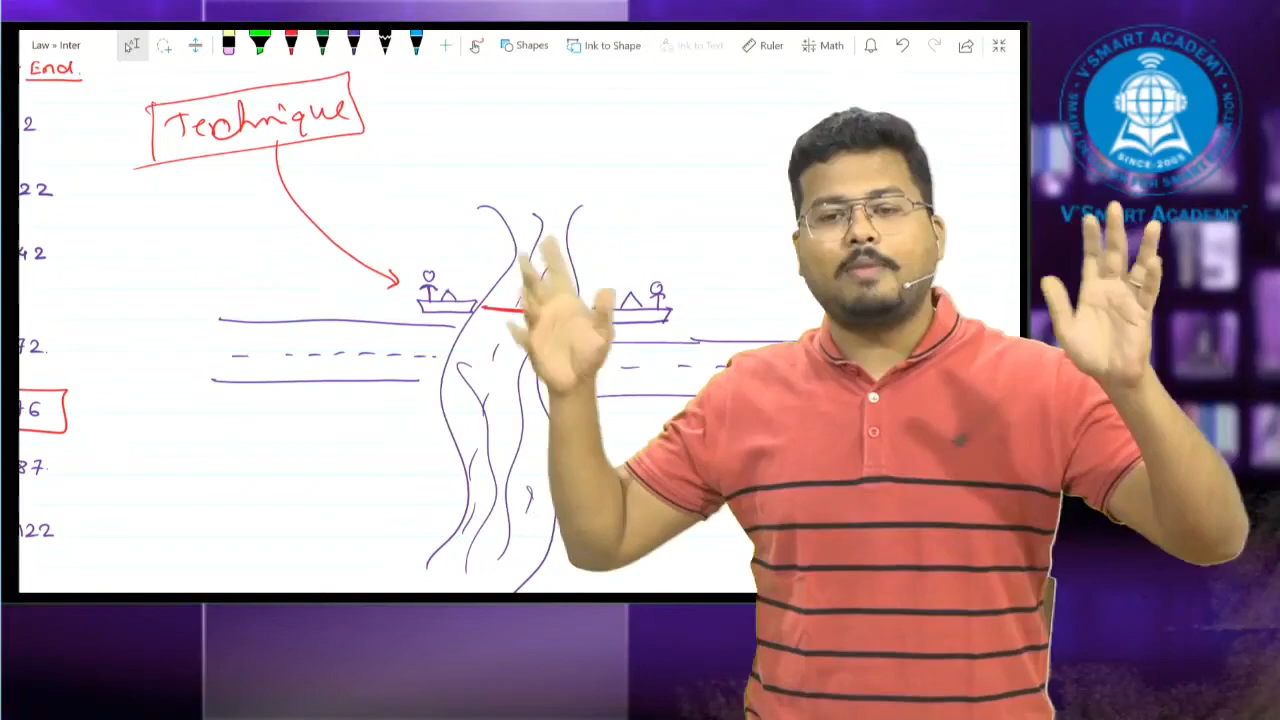 Law » Inter
Shapes
Ink to Shape
Ink to Text
Ruler
Math
End.
Technique
2
22
42
72.
76
87.
122
V'SMART ACADEMY
SINCE-2005
V'SMART ACADEMY